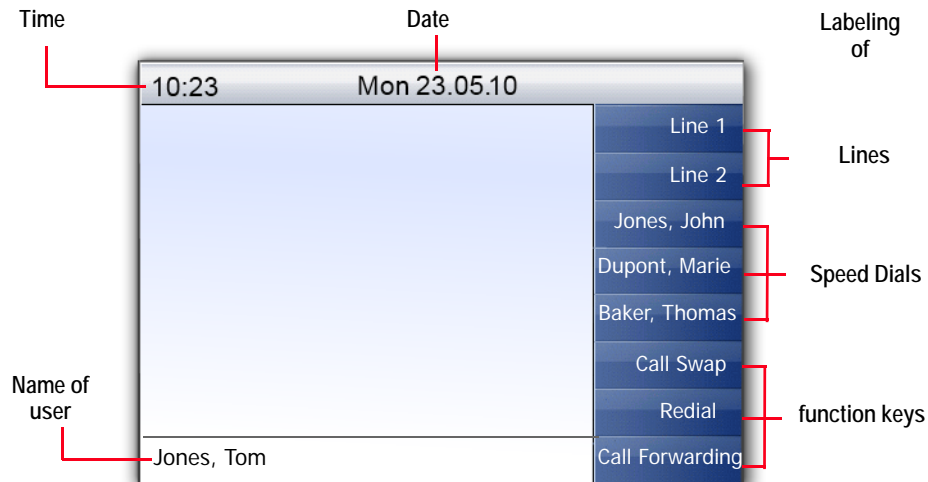 Time
Date
Labeling
of
10:23
Mon 23.05.10
Line 1
Line 2
Lines
Jones, John
Dupont, Marie
Baker, Thomas
Speed Dials
Call Swap
Redial
Call Forwarding
function keys
Name of
user
Jones, Tom